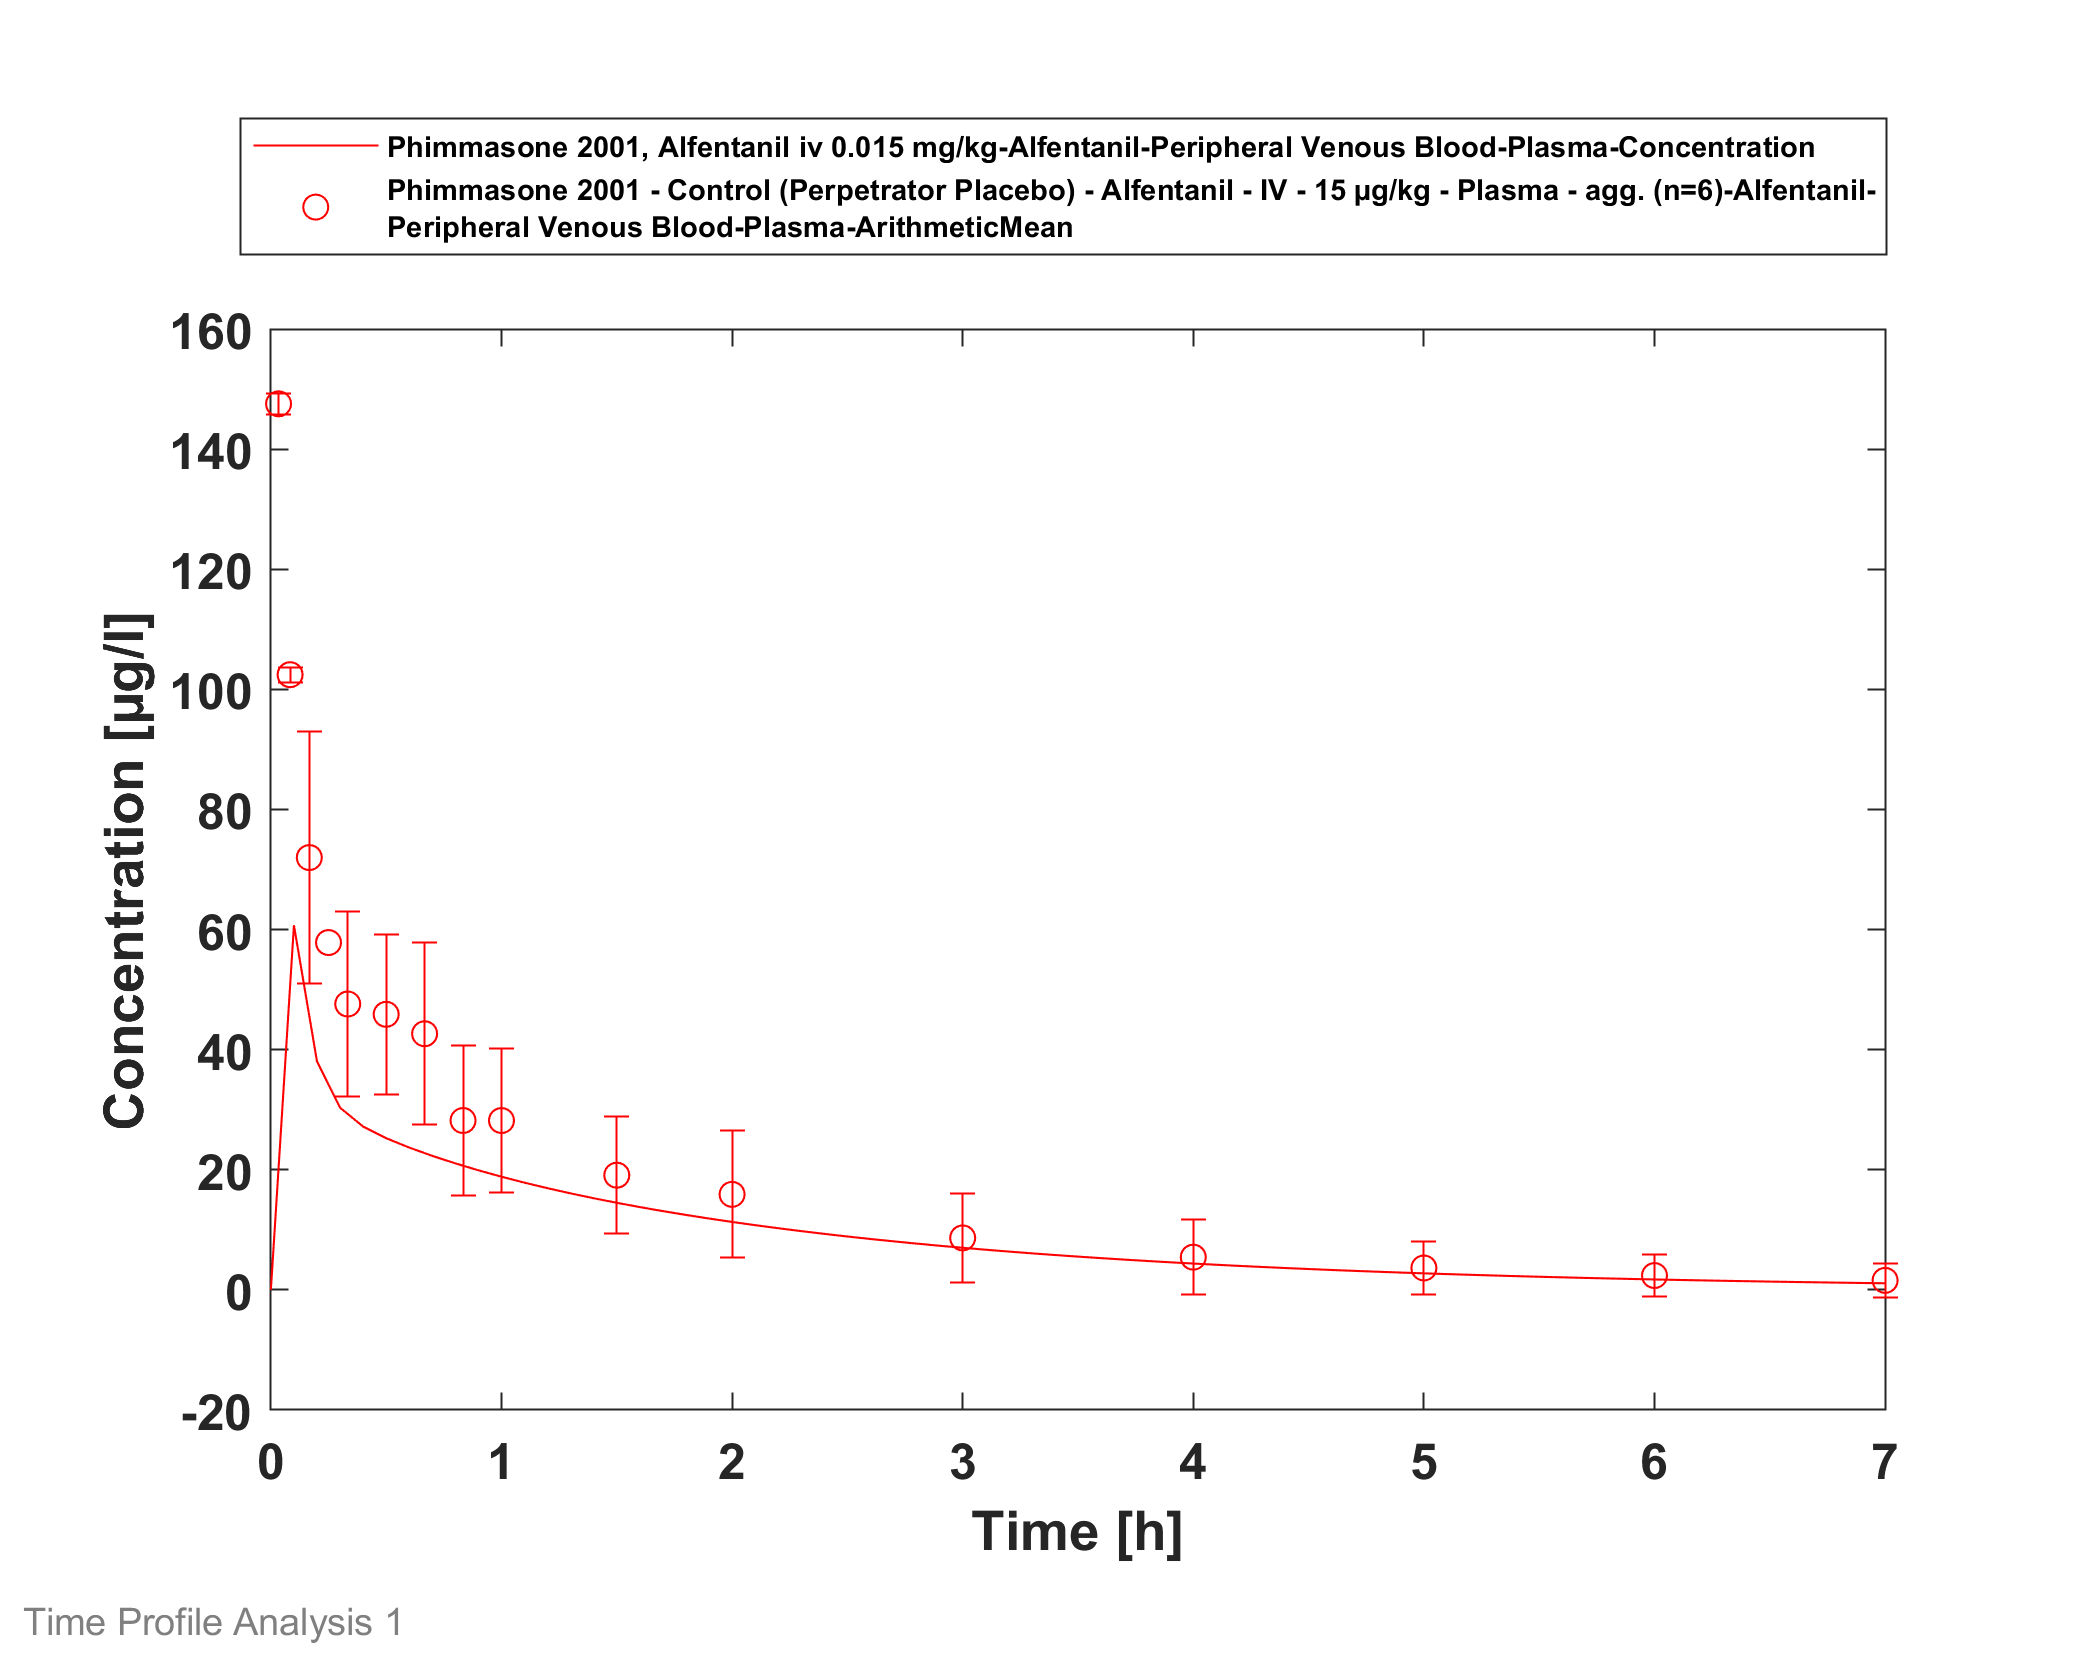 Phimmasone 2001, Alfentanil iv 0.015 mg/kg-Alfentanil-Peripheral Venous Blood-Plasma-Concentration
Phimmasone 2001 - Control (Perpetrator Placebo) - Alfentanil - IV - 15 µg/kg - Plasma - agg. (n=6)-Alfentanil-
Peripheral Venous Blood-Plasma-ArithmeticMean
160
140
120
100
80
60
40
20
0
-20
Concentration [µg/l]
0 1 2 3 4 5 6 7
Time [h]
Time Profile Analysis 1